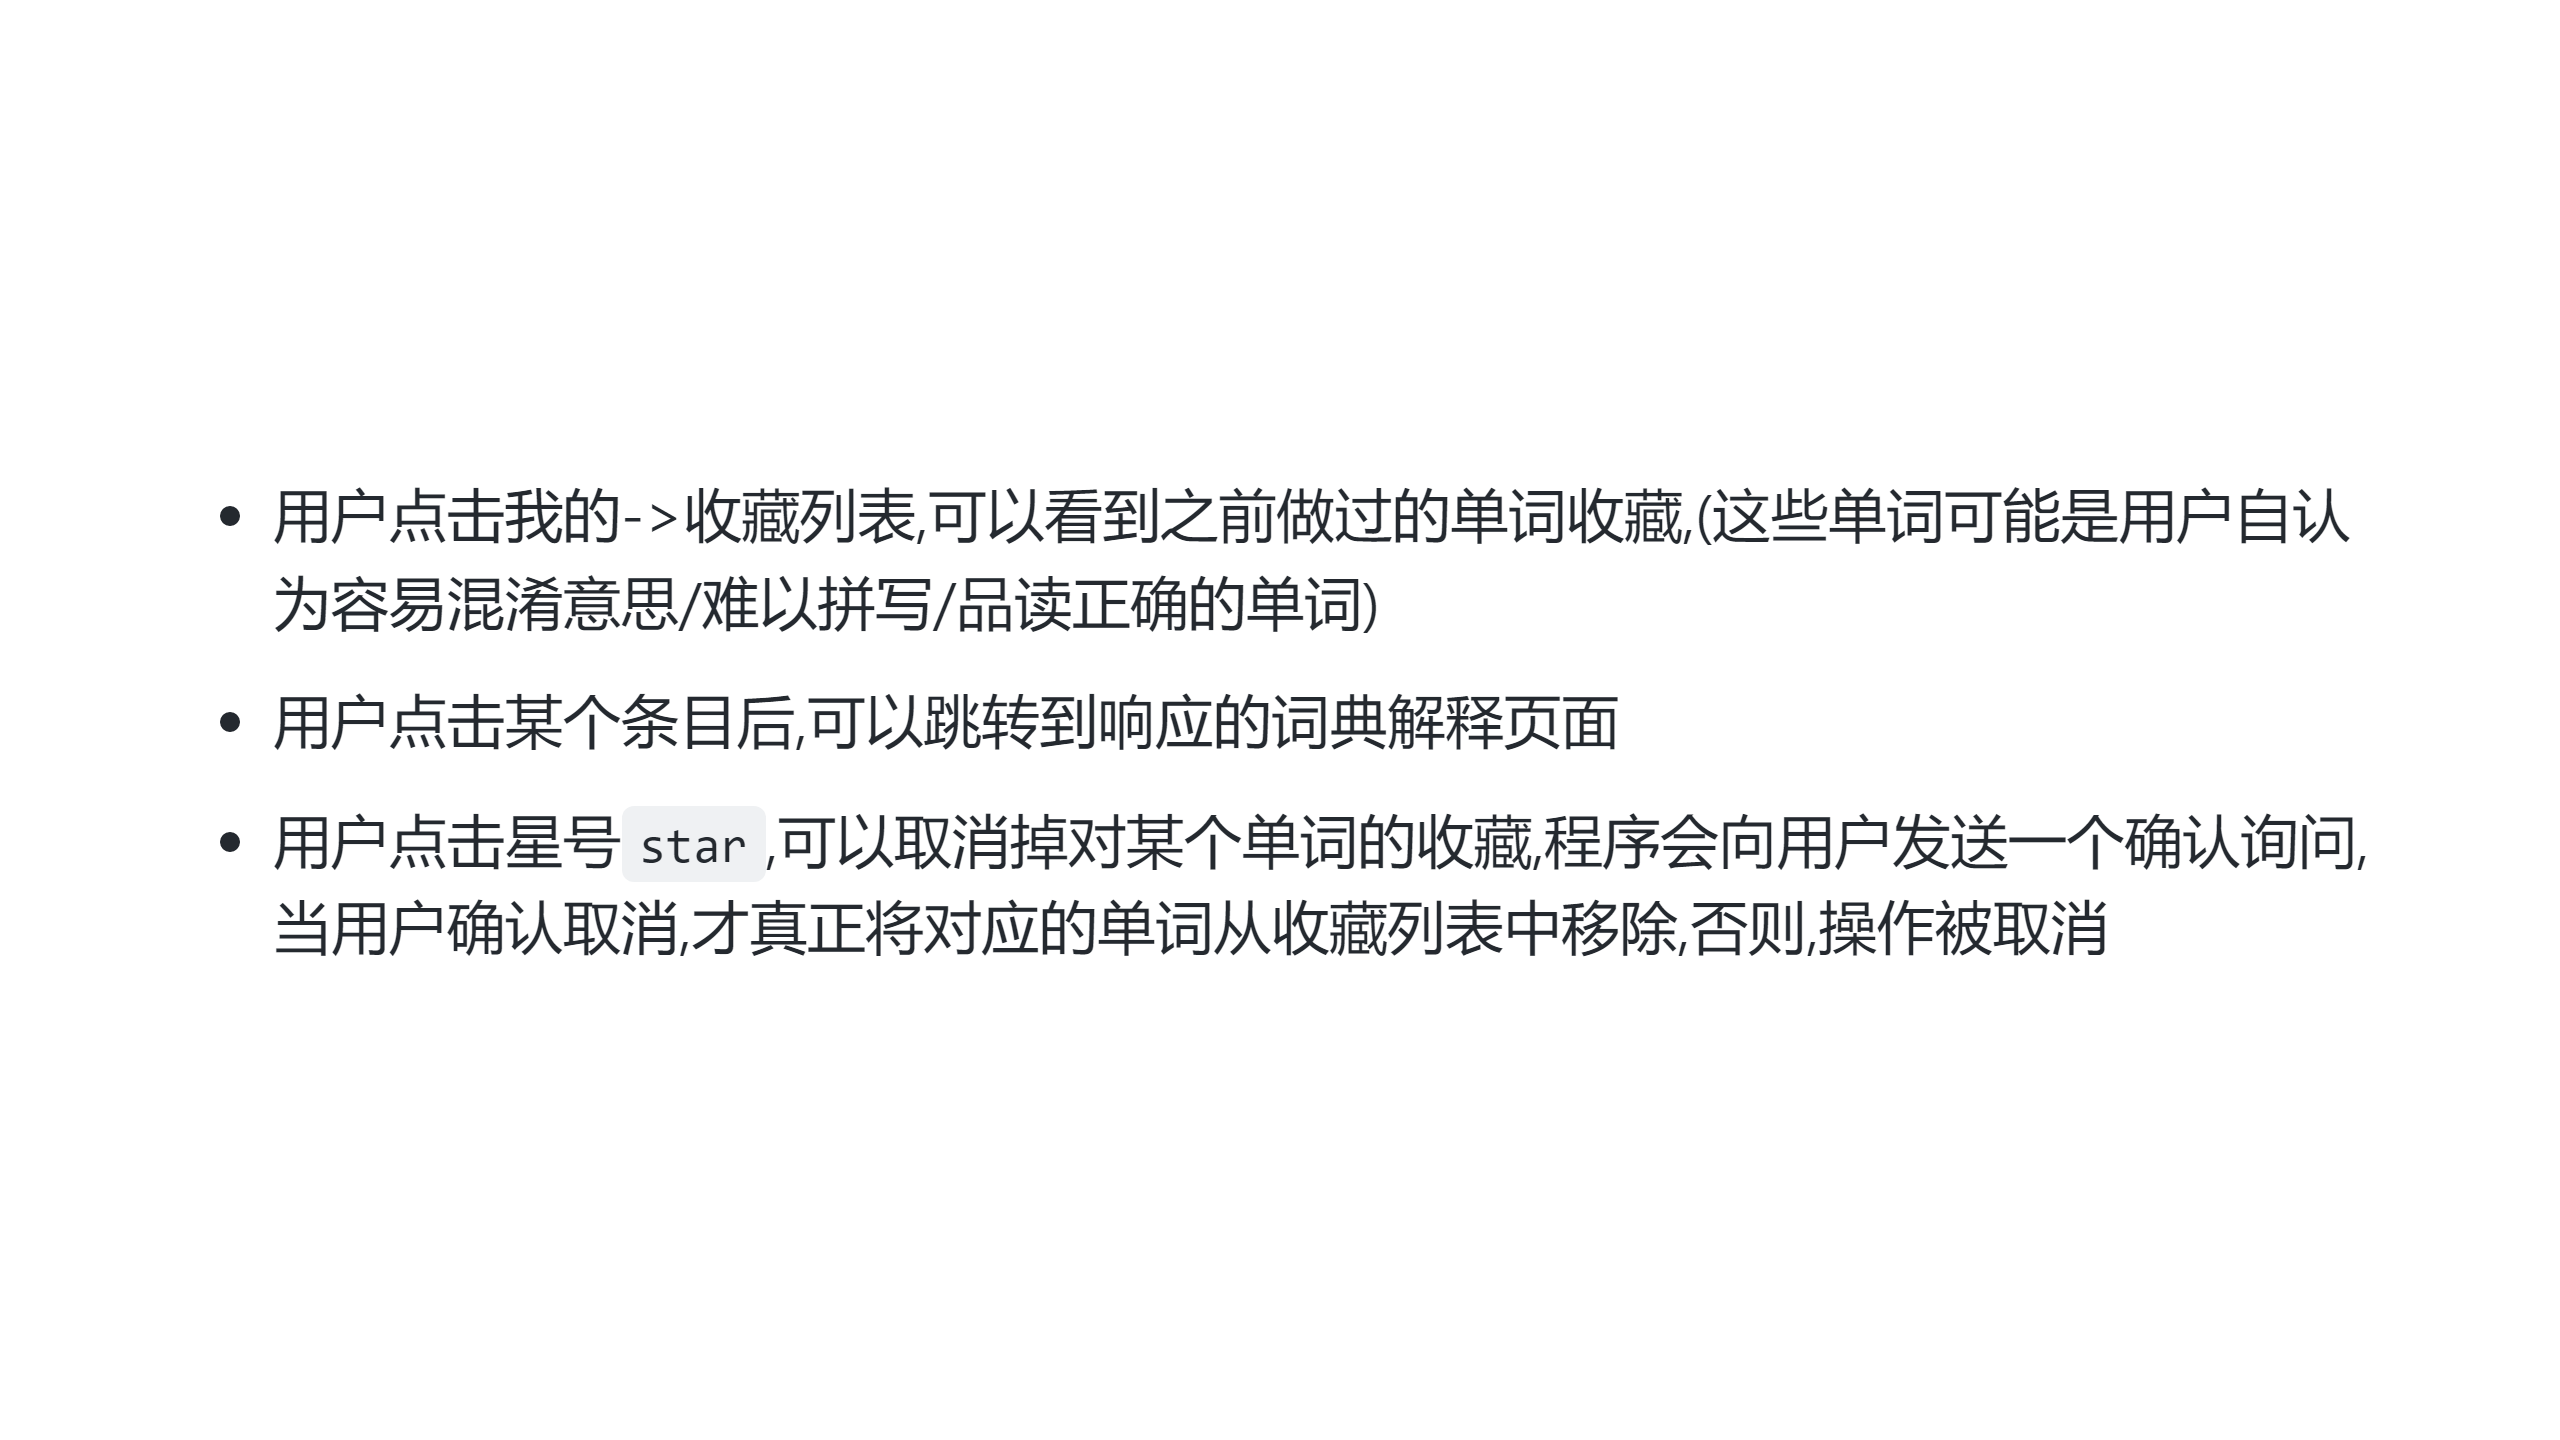 用户点击我的->收藏列表,可以看到之前做过的单词收藏,(这些单词可能是用户自认
为容易混淆意思/难以拼写/品读正确的单词)
用户点击某个条目后,可以跳转到响应的词典解释页面
用户点击星号 star ,可以取消掉对某个单词的收藏,程序会向用户发送一个确认询问,
当用户确认取消,才真正将对应的单词从收藏列表中移除,否则,操作被取消